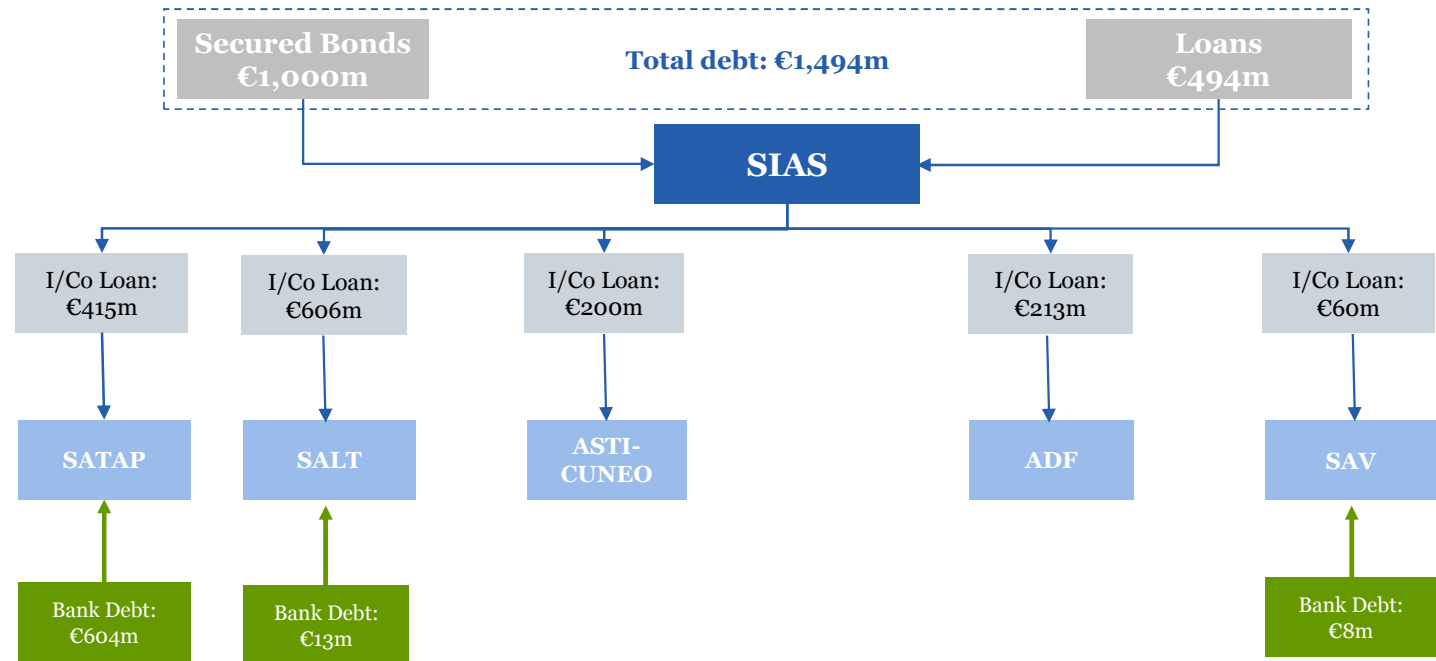 Secured Bonds
€1,000m
Total debt: €1,494m
Loans
€494m
SIAS
I/Co Loan:
€415m
I/Co Loan:
€606m
I/Co Loan:
€200m
I/Co Loan:
€213m
I/Co Loan:
€60m
SATAP
SALT
ASTI-
CUNEO
ADF
SAV
Bank Debt:
€604m
Bank Debt:
€13m
Bank Debt:
€8m